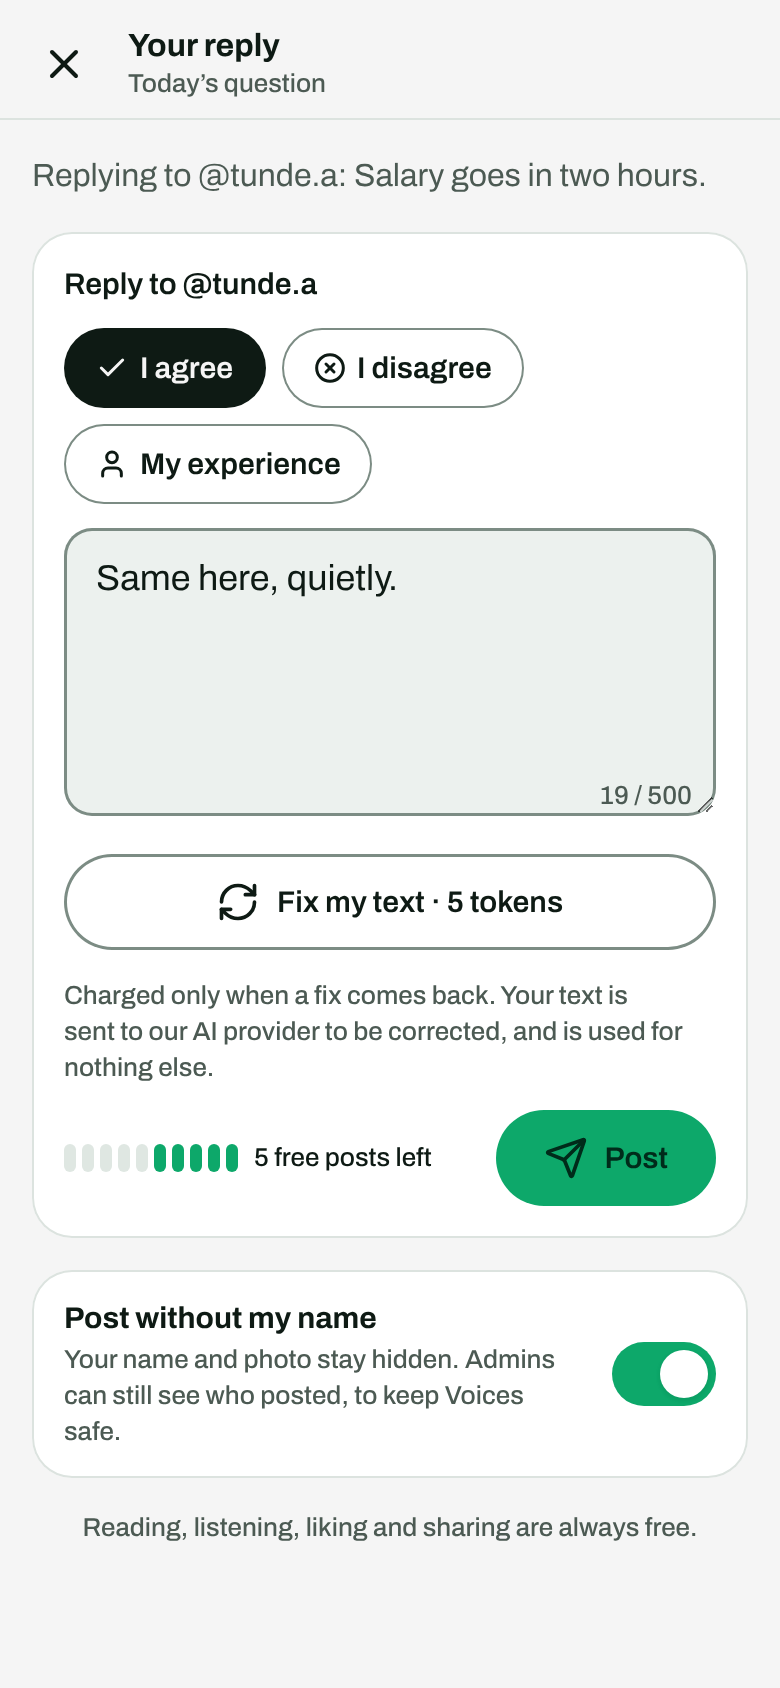 Your reply
Today’s question
Replying to @tunde.a: Salary goes in two hours.
Reply to @tunde.a
I agree
I disagree
My experience
Same here, quietly.
19 / 500
Fix my text · 5 tokens
Charged only when a fix comes back. Your text is
sent to our AI provider to be corrected, and is used for
nothing else.
5 free posts left
Post
Post without my name
Your name and photo stay hidden. Admins
can still see who posted, to keep Voices
safe.
Reading, listening, liking and sharing are always free.